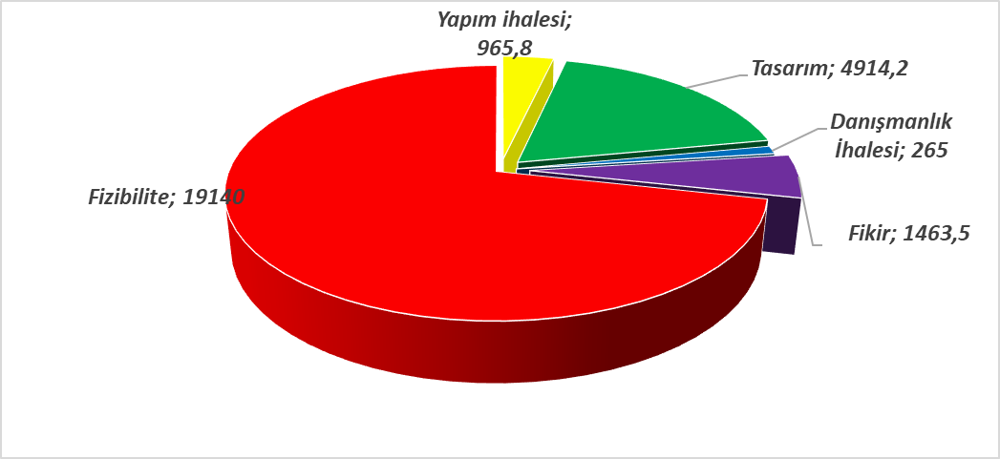 Yapım ihalesi;
965,8
Tasarım; 4914,2
Danışmanlık
İhalesi; 265
Fizibilite; 19140
Fikir; 1463,5